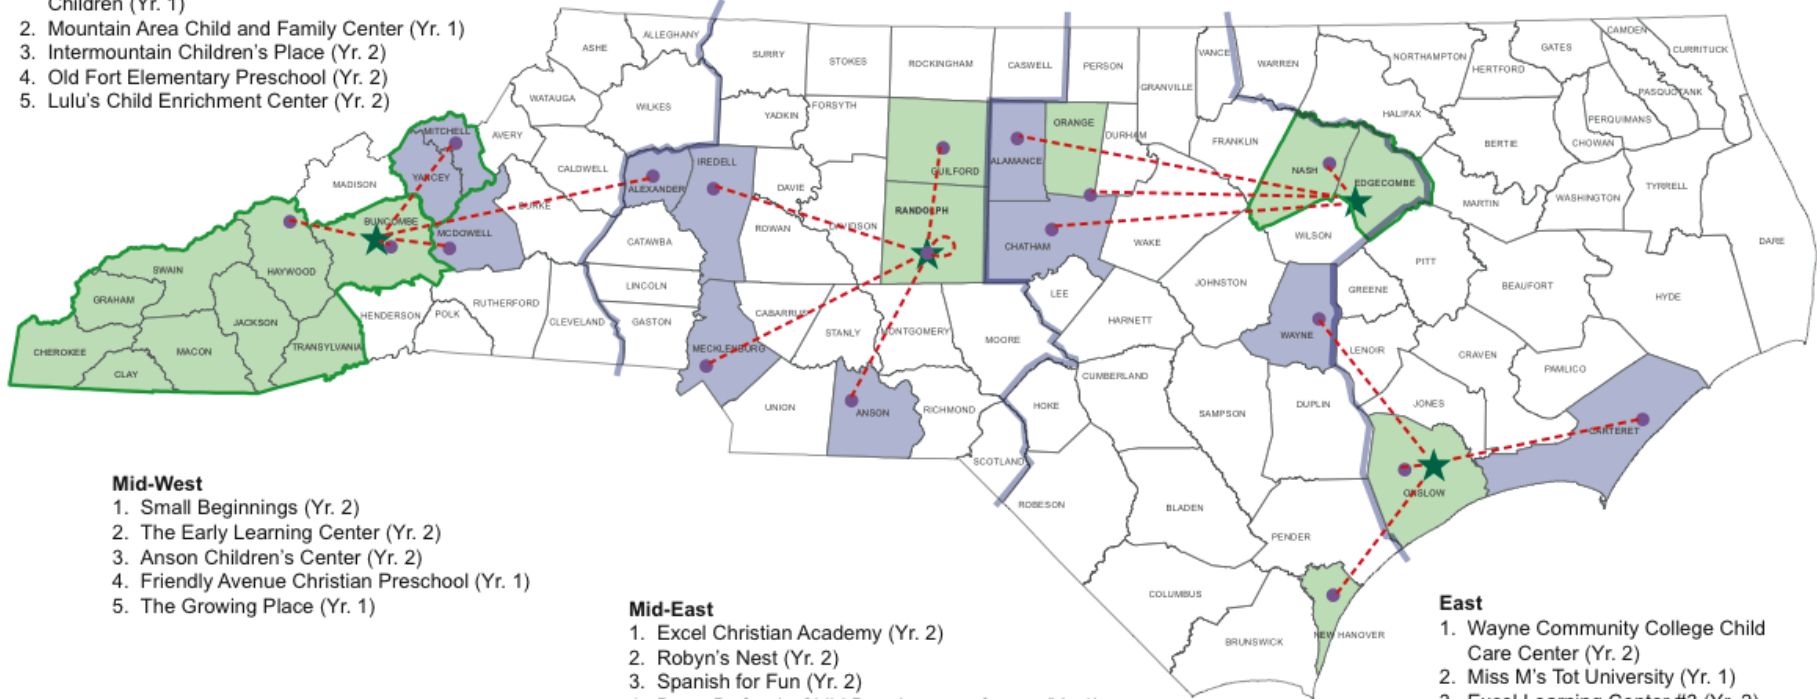 Children (Yr. 1)
2. Mountain Area Child and Family Center (Yr. 1)
3. Intermountain Children's Place (Yr. 2)
4. Old Fort Elementary Preschool (Yr. 2)
5. Lulu's Child Enrichment Center (Yr. 2)
ASHE
ALLEGHANY
SURRY
STOKES
ROCKINGHAM
CASWELL
PERSON
GRANVILLE
VANCE
WARREN
NORTHAMPTON
HERTFORD
GATES
CAMDEN
CURRITUCK
PASQUOTANK
PERQUIMANS
CHOWAN
HALIFAX
BERTIE
WATAUGA
WILKES
YADKIN
FORSYTH
GUILFORD
ALAMANCE
ORANGE
DURHAM
FRANKLIN
NASH
EDGECOMBE
MARTIN
WASHINGTON
TYRRELL
DARE
MITCHELL
AVERY
YANCEY
MADISON
CALDWELL
ALEXANDER
IREDELL
DAVIE
DAVIDSON
RANDOLPH
CHATHAM
WAKE
WILSON
PITT
BEAUFORT
HYDE
BUNCOMBE
MCDOWELL
BURKE
CATAWBA
ROWAN
SWAIN
HAYWOOD
GRAHAM
JACKSON
CHEROKEE
MACON
CLAY
TRANSYLVANIA
HENDERSON
POLK
RUTHERFORD
CLEVELAND
LINCOLN
GASTON
MECKLENBURG
CABARRUS
STANLY
MONTGOMERY
MOORE
LEE
HARNETT
JOHNSTON
WAYNE
GREENE
LENOIR
CRAVEN
PAMLICO
JONES
CARTERET
UNION
ANSON
RICHMOND
SCOTLAND
HOKE
CUMBERLAND
SAMPSON
DUPLIN
ONSLOW
ROBESON
BLADEN
PENDER
COLUMBUS
BRUNSWICK
NEW HANOVER
Mid-West
1. Small Beginnings (Yr. 2)
2. The Early Learning Center (Yr. 2)
3. Anson Children's Center (Yr. 2)
4. Friendly Avenue Christian Preschool (Yr. 1)
5. The Growing Place (Yr. 1)
Mid-East
1. Excel Christian Academy (Yr. 2)
2. Robyn's Nest (Yr. 2)
3. Spanish for Fun (Yr. 2)
East
1. Wayne Community College Child
Care Center (Yr. 2)
2. Miss M's Tot University (Yr. 1)
3. Excel Learning Center #3 (Yr. 2)